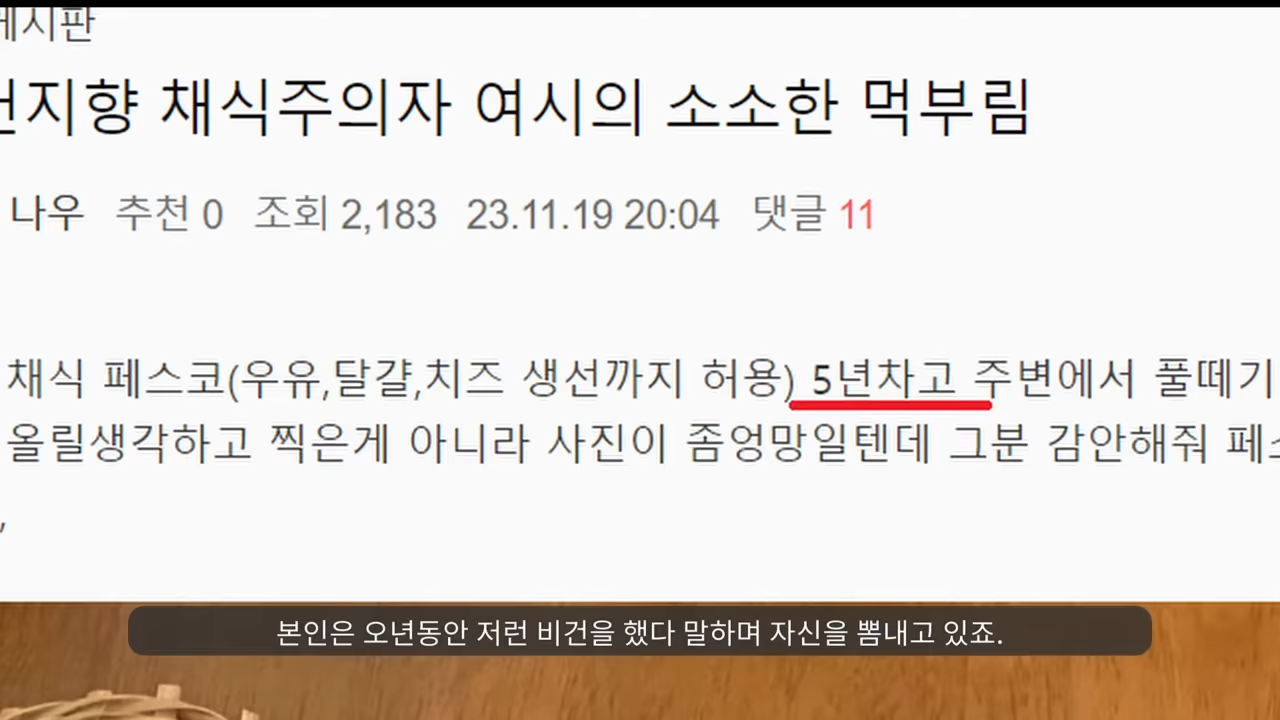 게시판
건지향 채식주의자 여시의 소소한 먹부림
나우 추천 0 조회 2,183 23.11.19 20:04 댓글 11
채식 페스코(우유,달걀,치즈 생선까지 허용) 5년차고 주변에서 풀떼기
올릴생각하고 찍은게 아니라 사진이 좀엉망일텐데 그분 감안해줘 페스
,
본인은 오년동안 저런 비건을 했다 말하며 자신을 뽐내고 있죠.